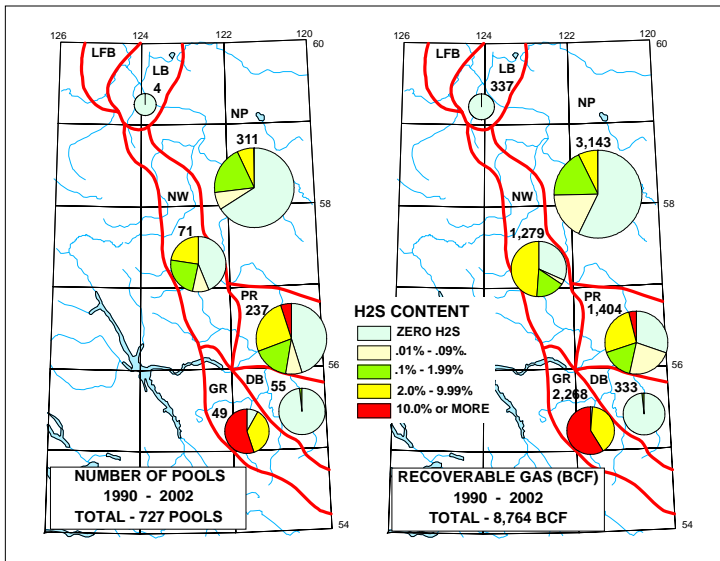 126
124
122
120
60
LFB
LB
4
NP
311
58
NW
71
PR
237
56
GR
DB
55
49
54
NUMBER OF POOLS
1990 - 2002
TOTAL - 727 POOLS
H2S CONTENT
ZERO H2S
.01% - .09%.
.1% - 1.99%
2.0% - 9.99%
10.0% or MORE
126
124
122
120
60
LFB
LB
337
NP
3,143
58
NW
1,279
PR
1,404
56
GR
DB
2,268
333
54
RECOVERABLE GAS (BCF)
1990 - 2002
TOTAL - 8,764 BCF